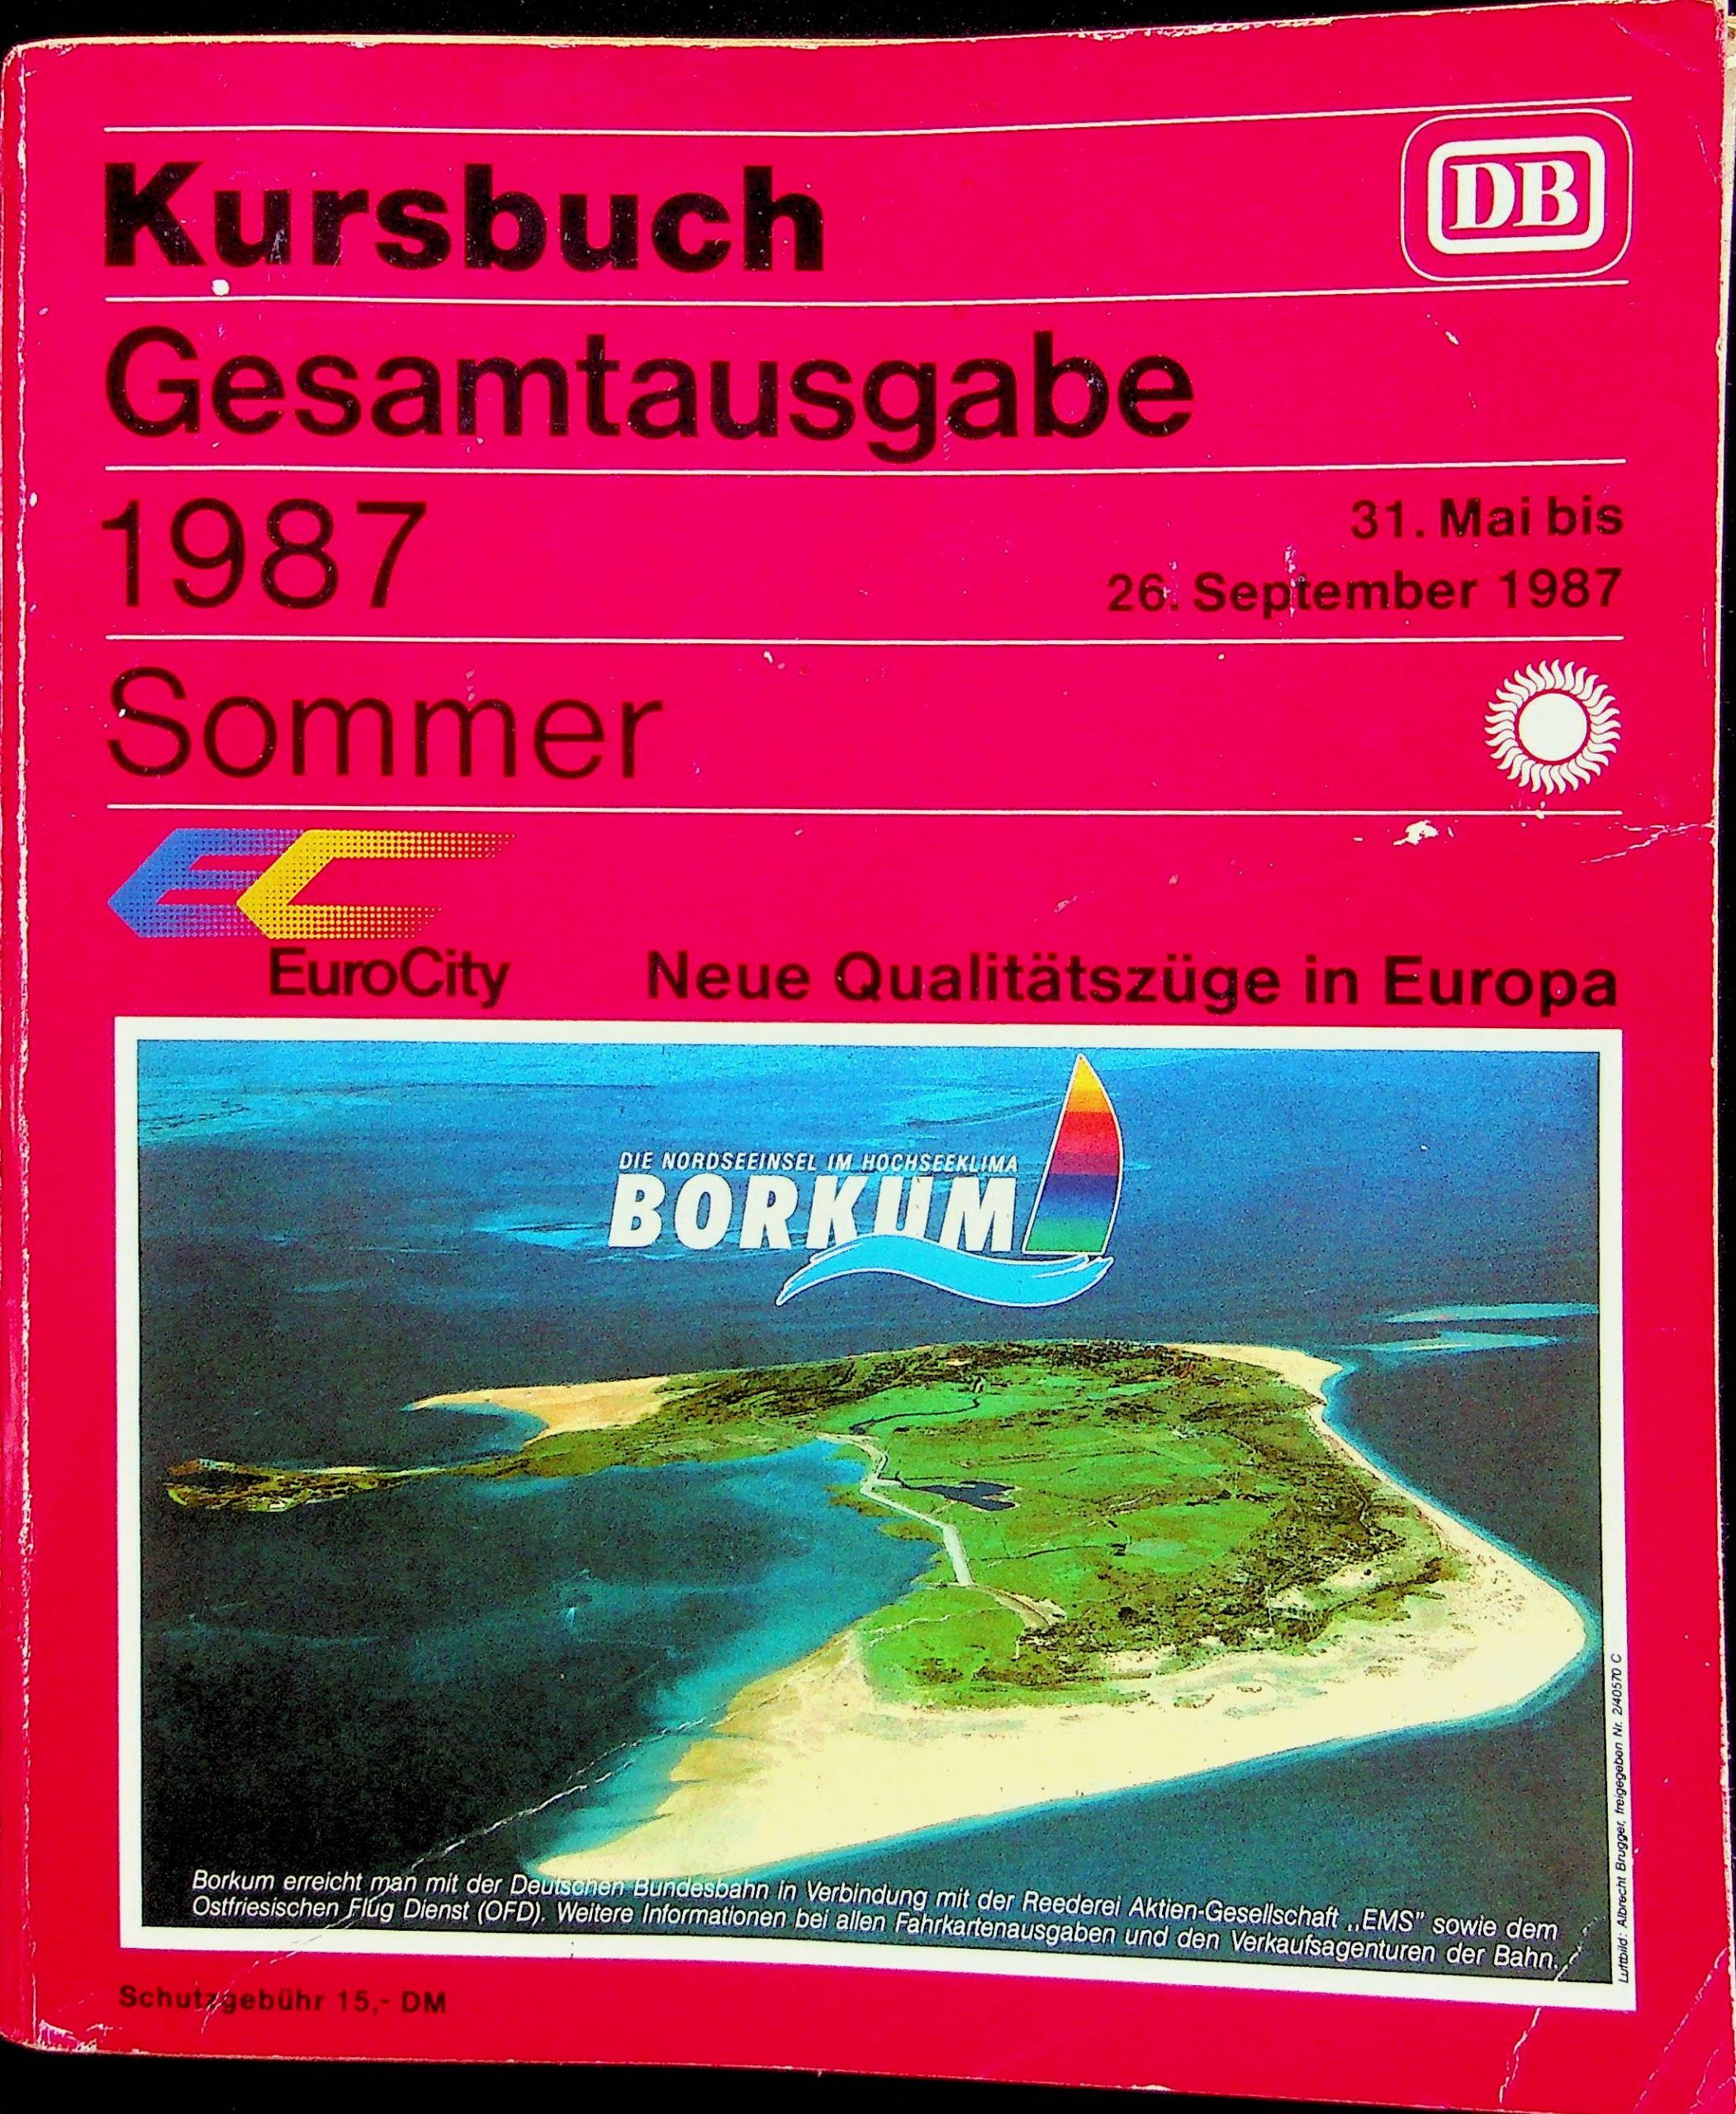 Kursbuch
DB
Gesamtausgabe
1987
31. Mai bis
26. September 1987
Sommer
EC
EuroCity
Neue Qualitätszüge in Europa
DIE NORDSEEINSEL IM HOCHSEEKLIMA
BORKUM
Borkum erreicht man mit der Deutschen Bundesbahn in Verbindung mit der Reederei Aktien-Gesellschaft „EMS” sowie dem
Ostfriesischen Flug Dienst (OFD). Weitere Informationen bei allen Fahrkartenausgaben und den Verkaufsagenturen der Bahn.
Luftbild: Albrecht Brugger, freigegeben Nr. 2/40570 C
Schutzgebühr 15,- DM